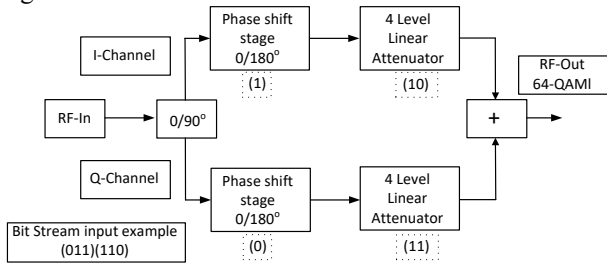 I-Channel
Phase shift
stage
0/180°
(1)
4 Level
Linear
Attenuator
(10)
RF-Out
64-QAMl
RF-In
0/90°
+
Q-Channel
Phase shift
stage
0/180°
(0)
4 Level
Linear
Attenuator
(11)
Bit Stream input example
(011)(110)